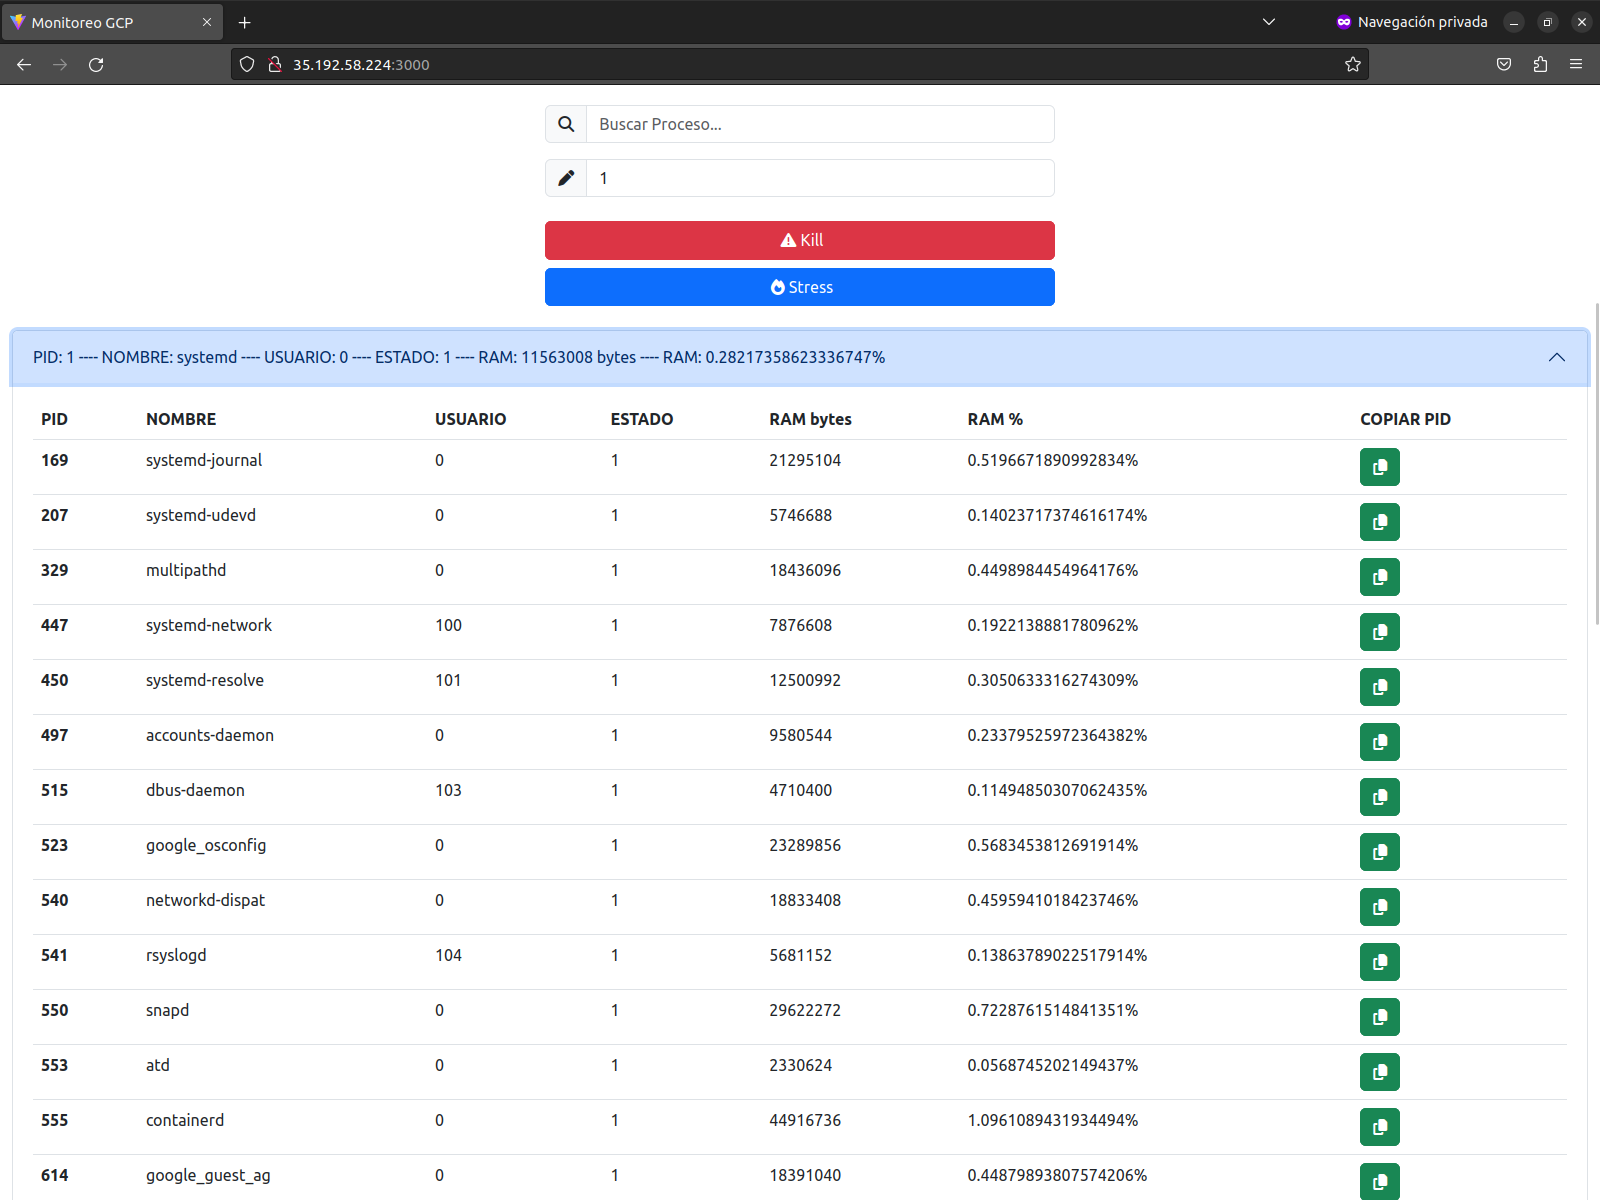 Monitoreo GCP
Navegación privada
35.192.58.224:3000
Buscar Proceso...
1
Kill
Stress
PID: 1 ---- NOMBRE: systemd ---- USUARIO: 0 ---- ESTADO: 1 ---- RAM: 11563008 bytes ---- RAM: 0.28217358623336747%
PID NOMBRE USUARIO ESTADO RAM bytes RAM % COPIAR PID
169 systemd-journal 0 1 21295104 0.5196671890992834%
207 systemd-udevd 0 1 5746688 0.14023717374616174%
329 multipathd 0 1 18436096 0.4498984454964176%
447 systemd-network 100 1 7876608 0.1922138881780962%
450 systemd-resolve 101 1 12500992 0.3050633316274309%
497 accounts-daemon 0 1 9580544 0.23379525972364382%
515 dbus-daemon 103 1 4710400 0.11494850307062435%
523 google_osconfig 0 1 23289856 0.5683453812691914%
540 networkd-dispat 0 1 18833408 0.4595941018423746%
541 rsyslogd 104 1 5681152 0.13863789022517914%
550 snapd 0 1 29622272 0.7228761514841351%
553 atd 0 1 2330624 0.0568745202149437%
555 containerd 0 1 44916736 1.0961089431934494%
614 google_guest_ag 0 1 18391040 0.44879893807574206%